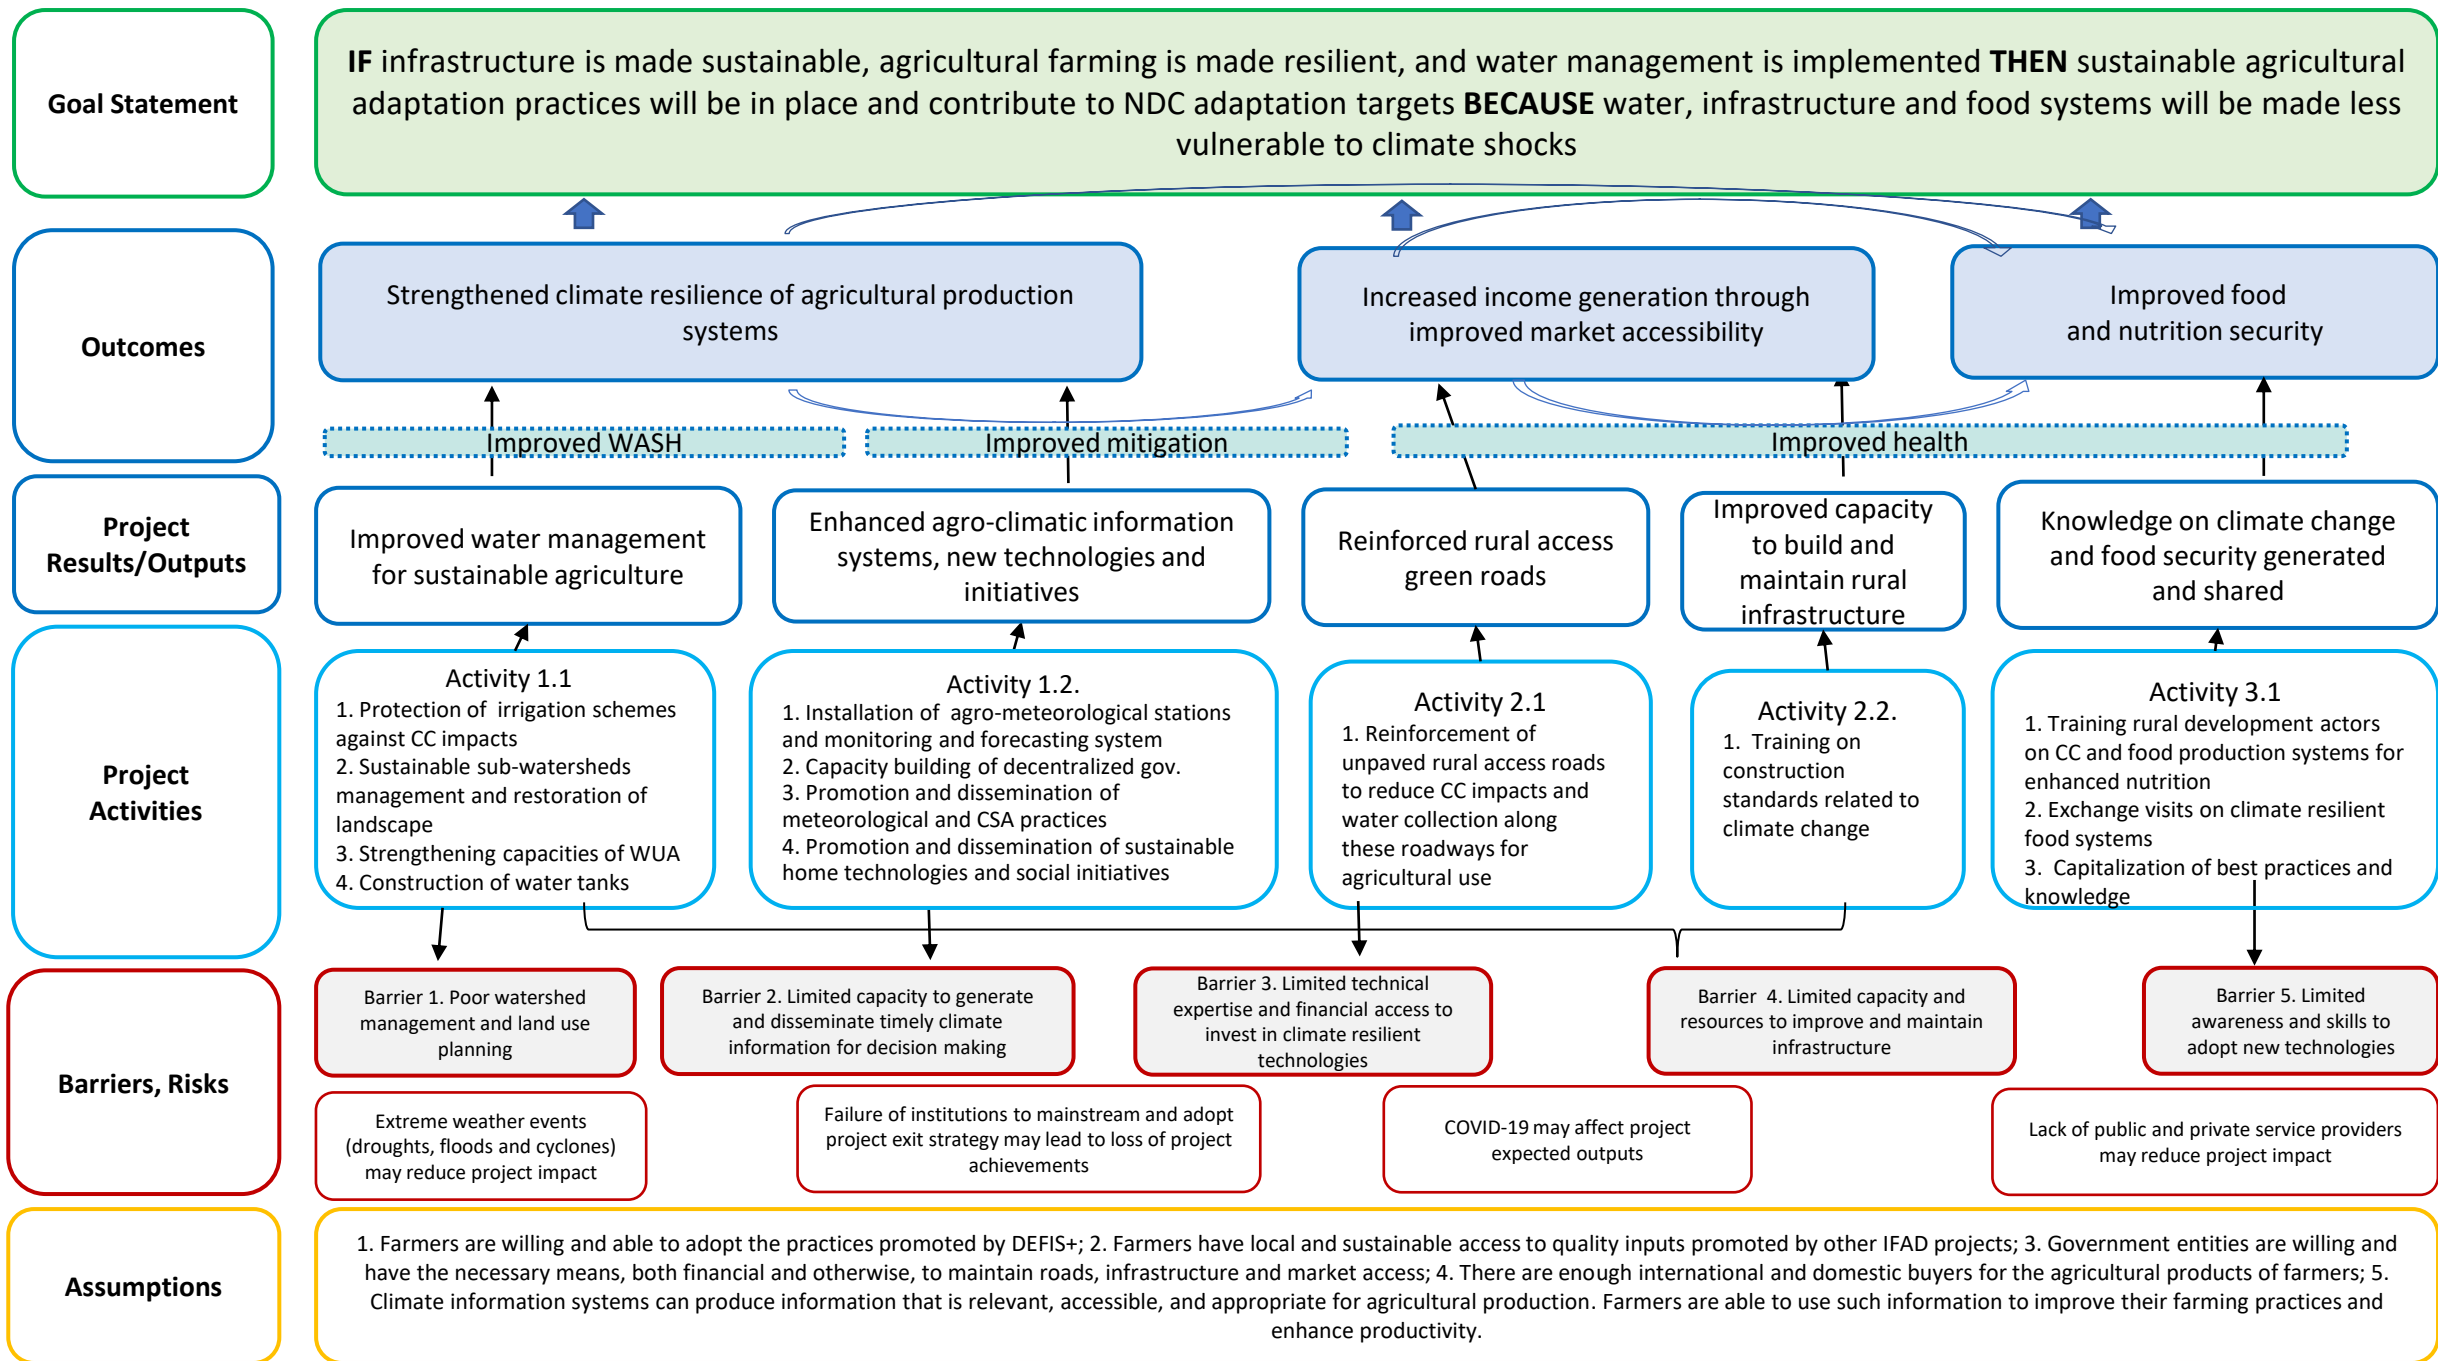 Goal Statement
IF infrastructure is made sustainable, agricultural farming is made resilient, and water management is implemented THEN sustainable agricultural
adaptation practices will be in place and contribute to NDC adaptation targets BECAUSE water, infrastructure and food systems will be made less
vulnerable to climate shocks
Outcomes
Strengthened climate resilience of agricultural production
systems
Increased income generation through
improved market accessibility
Improved food
and nutrition security
Improved WASH
Improved mitigation
Improved health
Project
Results/Outputs
Improved water management
for sustainable agriculture
Enhanced agro-climatic information
systems, new technologies and
initiatives
Reinforced rural access
green roads
Improved capacity
to build and
maintain rural
infrastructure
Knowledge on climate change
and food security generated
and shared
Project
Activities
Activity 1.1
1. Protection of irrigation schemes
against CC impacts
2. Sustainable sub-watersheds
management and restoration of
landscape
3. Strengthening capacities of WUA
4. Construction of water tanks
Activity 1.2.
1. Installation of agro-meteorological stations
and monitoring and forecasting system
2. Capacity building of decentralized gov.
3. Promotion and dissemination of
meteorological and CSA practices
4. Promotion and dissemination of sustainable
home technologies and social initiatives
Activity 2.1
1. Reinforcement of
unpaved rural access roads
to reduce CC impacts and
water collection along
these roadways for
agricultural use
Activity 2.2.
1. Training on
construction
standards related to
climate change
Activity 3.1
1. Training rural development actors
on CC and food production systems for
enhanced nutrition
2. Exchange visits on climate resilient
food systems
3. Capitalization of best practices and
knowledge
Barriers, Risks
Barrier 1. Poor watershed
management and land use
planning
Barrier 2. Limited capacity to generate
and disseminate timely climate
information for decision making
Barrier 3. Limited technical
expertise and financial access to
invest in climate resilient
technologies
Barrier 4. Limited capacity and
resources to improve and maintain
infrastructure
Barrier 5. Limited
awareness and skills to
adopt new technologies
Extreme weather events
(droughts, floods and cyclones)
may reduce project impact
Failure of institutions to mainstream and adopt
project exit strategy may lead to loss of project
achievements
COVID-19 may affect project
expected outputs
Lack of public and private service providers
may reduce project impact
Assumptions
1. Farmers are willing and able to adopt the practices promoted by DEFIS+; 2. Farmers have local and sustainable access to quality inputs promoted by other IFAD projects; 3. Government entities are willing and
have the necessary means, both financial and otherwise, to maintain roads, infrastructure and market access; 4. There are enough international and domestic buyers for the agricultural products of farmers; 5.
Climate information systems can produce information that is relevant, accessible, and appropriate for agricultural production. Farmers are able to use such information to improve their farming practices and
enhance productivity.